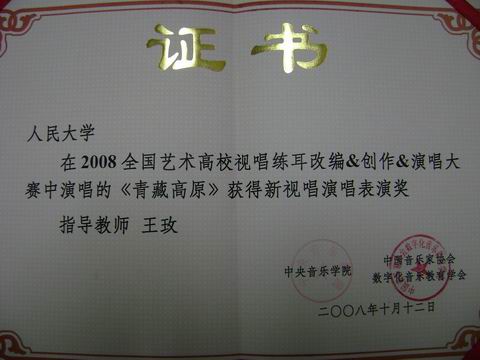 证书
人民大学
在2008全国艺术高校视唱练耳改编&创作&演唱大
赛中演唱的《青藏高原》获得新视唱演唱表演奖
指导教师 王玫
中央音乐学院
中国音乐家协会
数字化音乐教育学会
二〇〇八年十月十二日